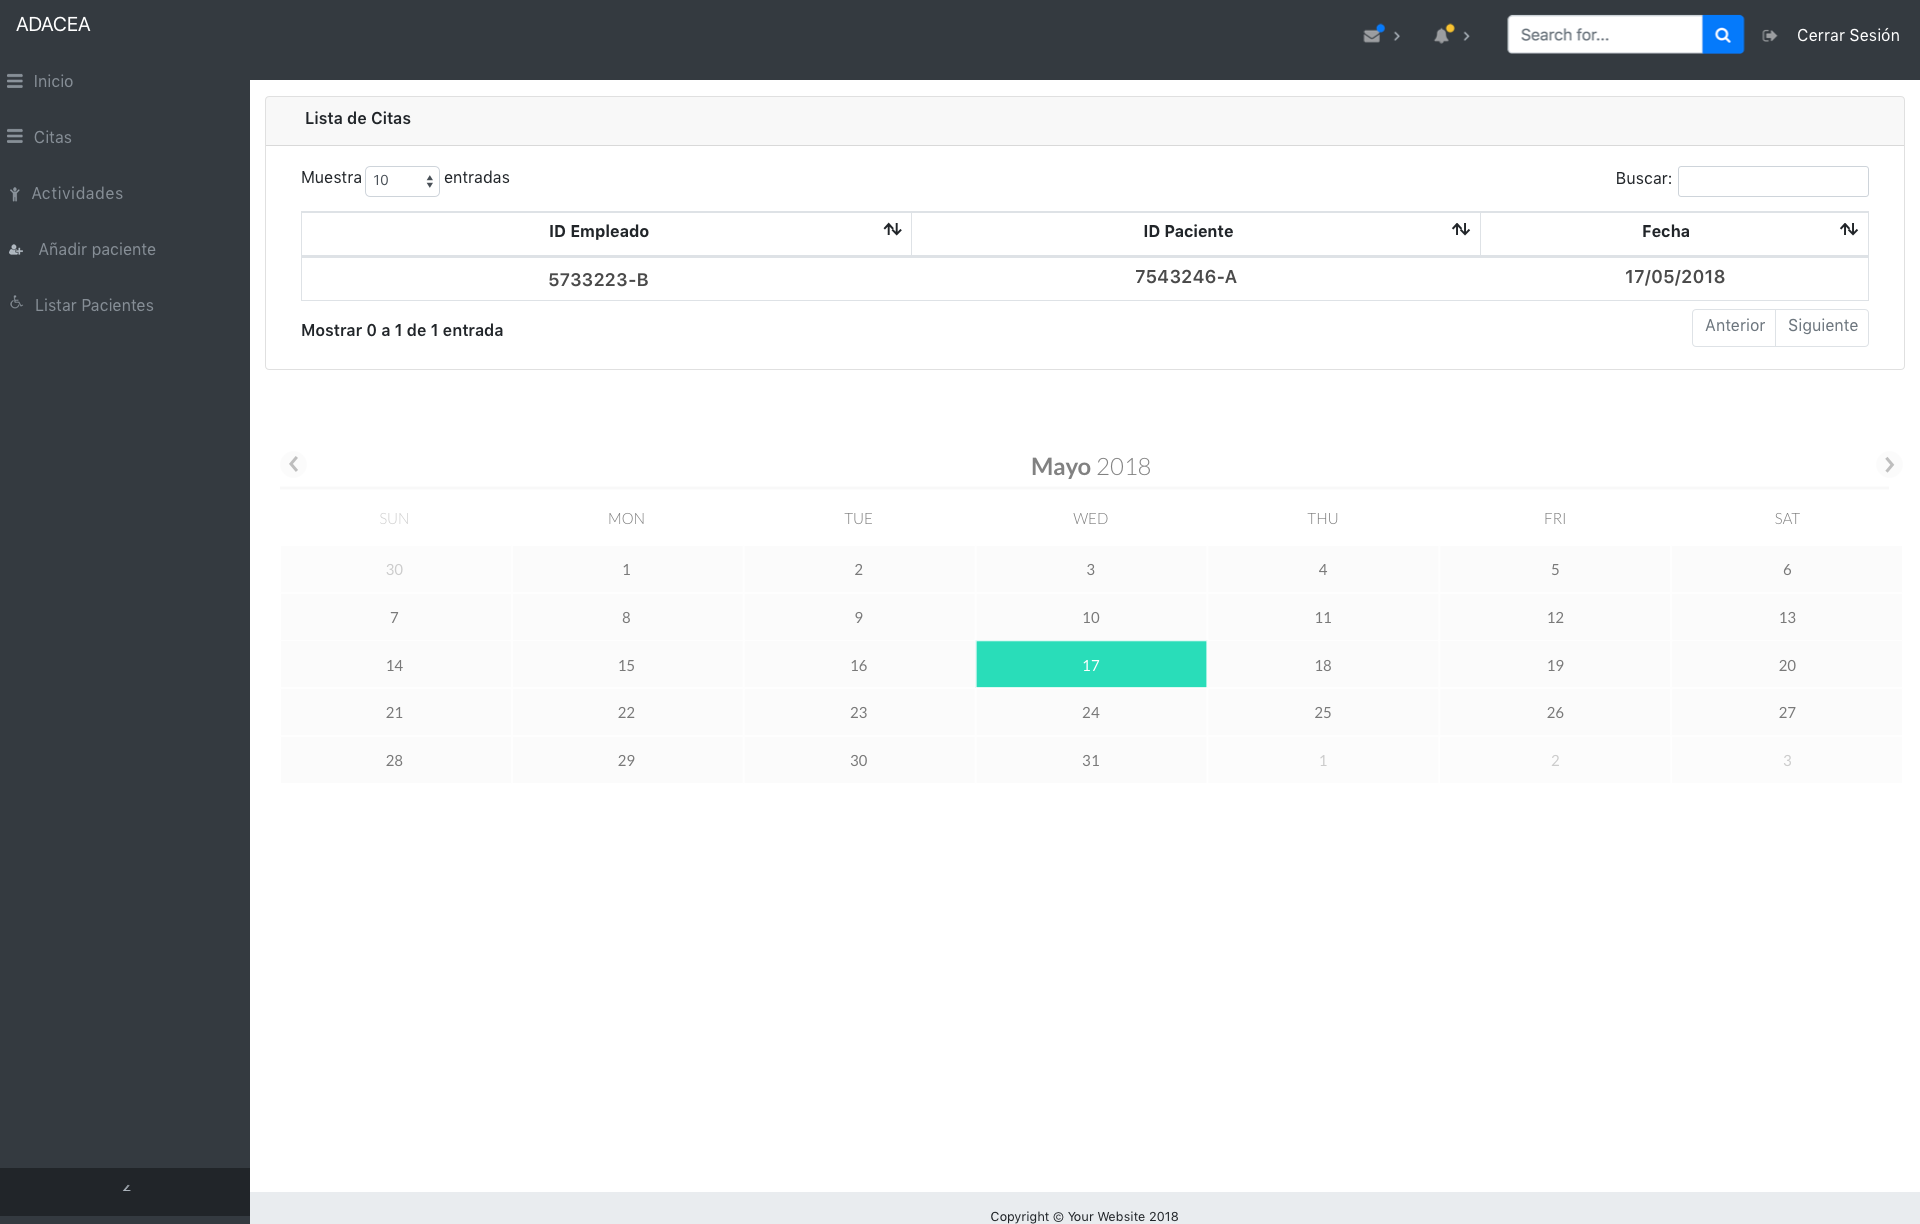 ADACEA
Search for...
Cerrar Sesión
Inicio
Citas
Actividades
Añadir paciente
Listar Pacientes
Lista de Citas
Muestra 10 entradas
Buscar:
ID Empleado ID Paciente Fecha
5733223-B 7543246-A 17/05/2018
Mostrar 0 a 1 de 1 entrada
Anterior Siguiente
Mayo 2018
SUN MON TUE WED THU FRI SAT
30 1 2 3 4 5 6
7 8 9 10 11 12 13
14 15 16 17 18 19 20
21 22 23 24 25 26 27
28 29 30 31 1 2 3
Copyright © Your Website 2018